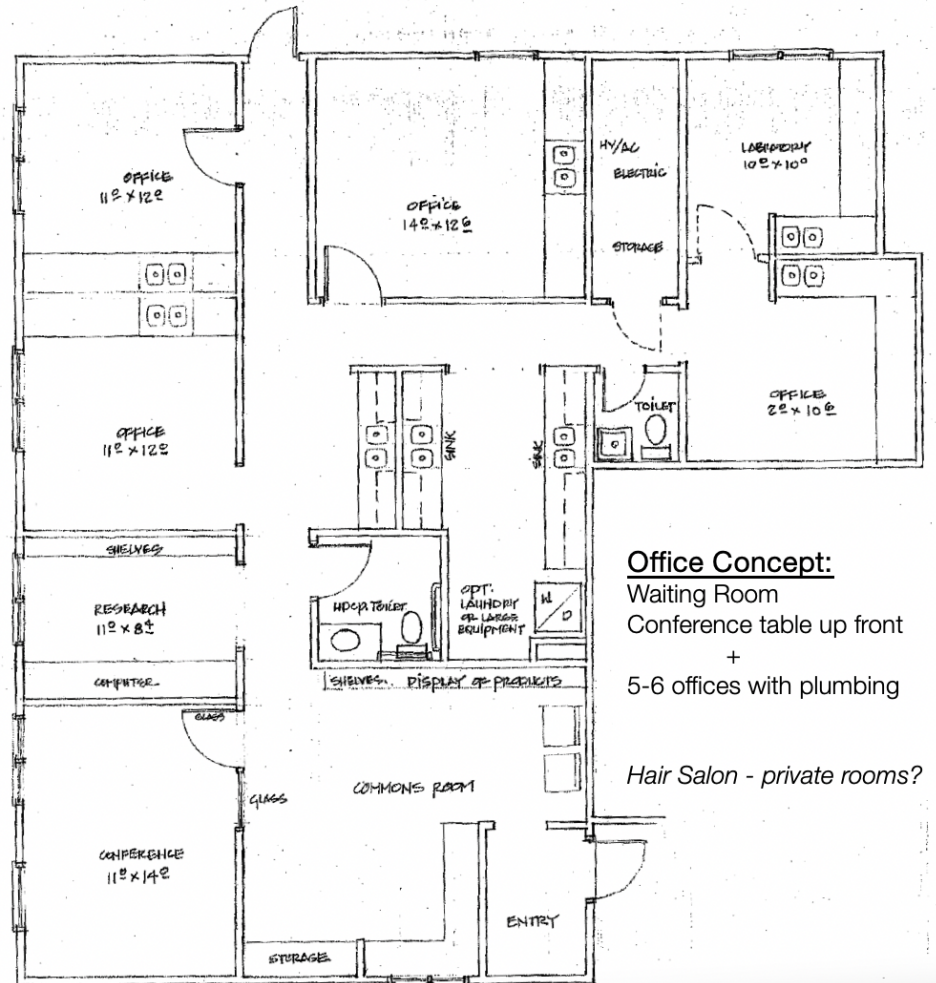 OFFICE
11⁰ x 12⁰
OFFICE
14⁰ x 12⁶
HV/AC
ELECTRIC
STORAGE
LABRATORY
10⁰ x 10⁰
OFFICE
11⁰ x 12⁰
SINK
SINK
TOILET
OFFICE
2⁰ x 10⁶
SHELVES
RESEARCH
11⁰ x 8⁴
COMPUTER
HDCP. TOILET
OPT.
LAUNDRY
OR LARGE
EQUIPMENT
W
D
SHELVES.. DISPLAY OF PRODUCTS
GLASS
GLASS
COMMONS ROOM
CONFERENCE
11⁰ x 14⁰
ENTRY
STORAGE
Office Concept:
Waiting Room
Conference table up front
+
5-6 offices with plumbing
Hair Salon - private rooms?